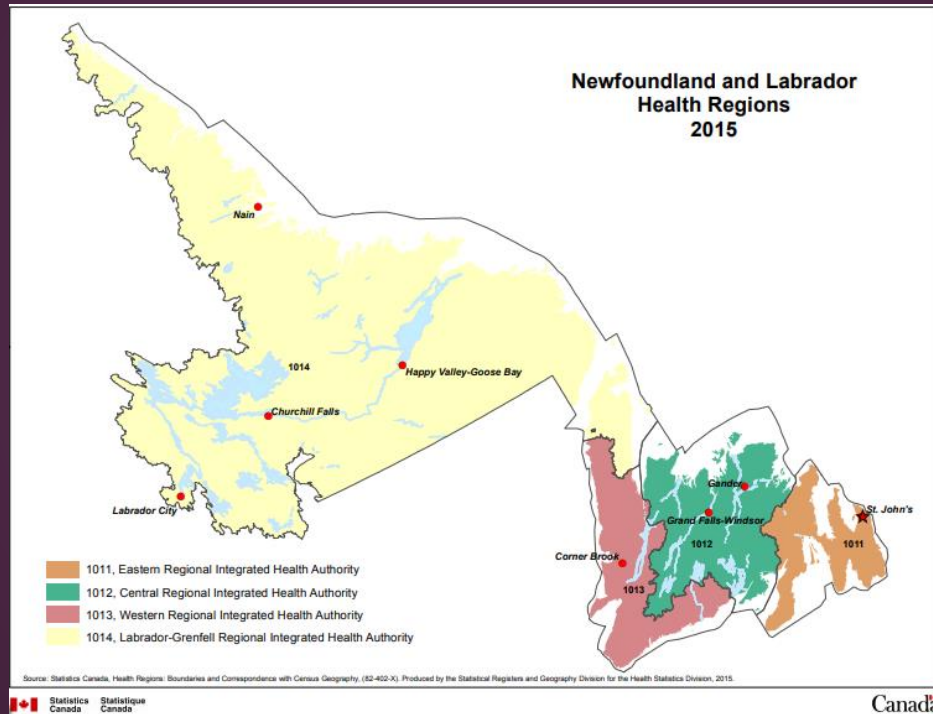 Newfoundland and Labrador
Health Regions
2015
Nain
1014
Happy Valley-Goose Bay
Churchill Falls
Labrador City
Gander
Grand Falls-Windsor
St. John's
1012
1011
Corner Brook
1013
1011, Eastern Regional Integrated Health Authority
1012, Central Regional Integrated Health Authority
1013, Western Regional Integrated Health Authority
1014, Labrador-Grenfell Regional Integrated Health Authority
Source: Statistics Canada, Health Regions: Boundaries and Correspondence with Census Geography, (82-402-X). Produced by the Statistical Registers and Geography Division for the Health Statistics Division, 2015.
Statistics Statistique
Canada Canada
Canada